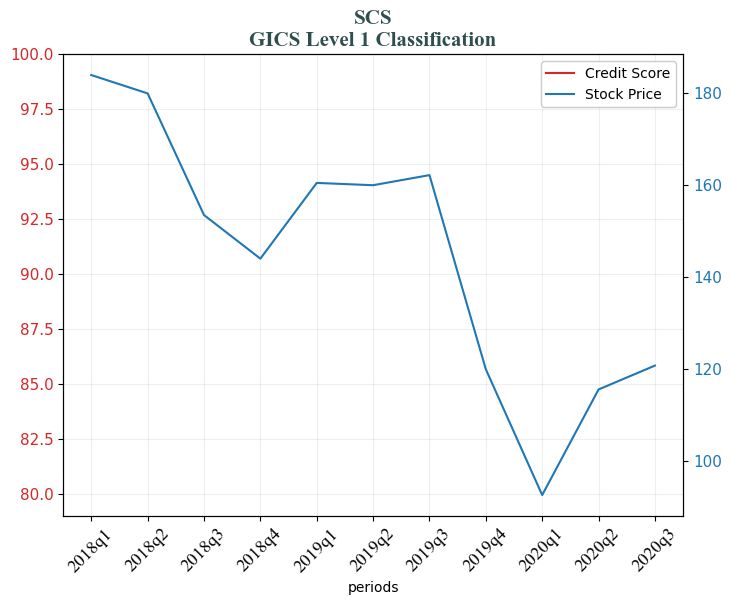 SCS
GICS Level 1 Classification
100.0
97.5
95.0
92.5
90.0
87.5
85.0
82.5
80.0
Credit Score
Stock Price
180
160
140
120
100
2018q1
2018q2
2018q3
2018q4
2019q1
2019q2
2019q3
2019q4
2020q1
2020q2
2020q3
periods